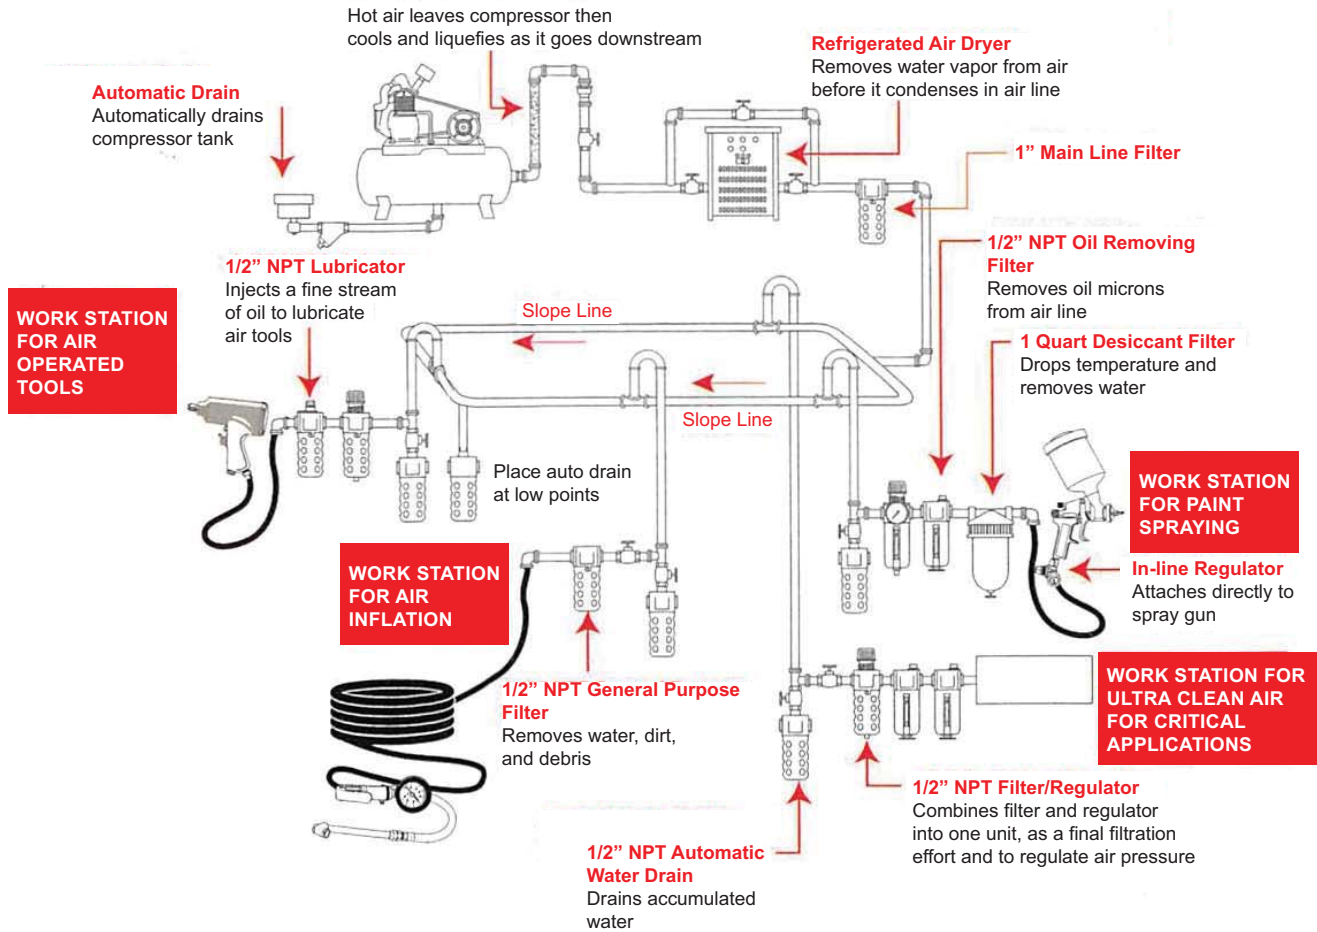 Hot air leaves compressor then
cools and liquefies as it goes downstream
Refrigerated Air Dryer
Removes water vapor from air
before it condenses in air line
Automatic Drain
Automatically drains
compressor tank
1” Main Line Filter
1/2” NPT Oil Removing
Filter
Removes oil microns
from air line
1/2” NPT Lubricator
Injects a fine stream
of oil to lubricate
air tools
WORK STATION
FOR AIR
OPERATED
TOOLS
Slope Line
Slope Line
1 Quart Desiccant Filter
Drops temperature and
removes water
Place auto drain
at low points
WORK STATION
FOR PAINT
SPRAYING
In-line Regulator
Attaches directly to
spray gun
WORK STATION
FOR AIR
INFLATION
1/2” NPT General Purpose
Filter
Removes water, dirt,
and debris
WORK STATION FOR
ULTRA CLEAN AIR
FOR CRITICAL
APPLICATIONS
1/2” NPT Filter/Regulator
Combines filter and regulator
into one unit, as a final filtration
effort and to regulate air pressure
1/2” NPT Automatic
Water Drain
Drains accumulated
water